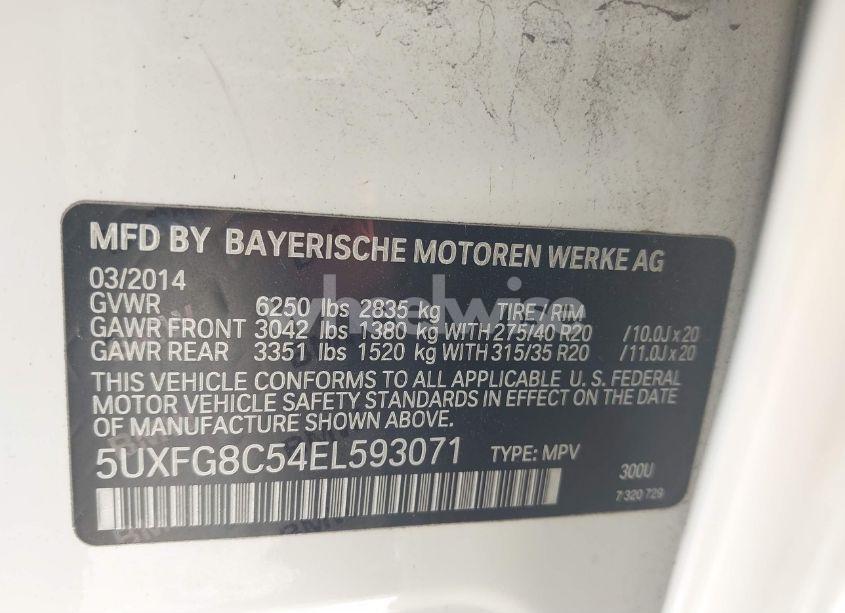 MFD BY BAYERISCHE MOTOREN WERKE AG
03/2014
GVWR 6250 lbs 2835 kg TIRE / RIM
GAWR FRONT 3042 lbs 1380 kg WITH 275/40 R20 / 10.0J x 20
GAWR REAR 3351 lbs 1520 kg WITH 315/35 R20 / 11.0J x 20
THIS VEHICLE CONFORMS TO ALL APPLICABLE U. S. FEDERAL
MOTOR VEHICLE SAFETY STANDARDS IN EFFECT ON THE DATE
OF MANUFACTURE SHOWN ABOVE.
5UXFG8C54EL593071 TYPE: MPV 300U
7 320 729